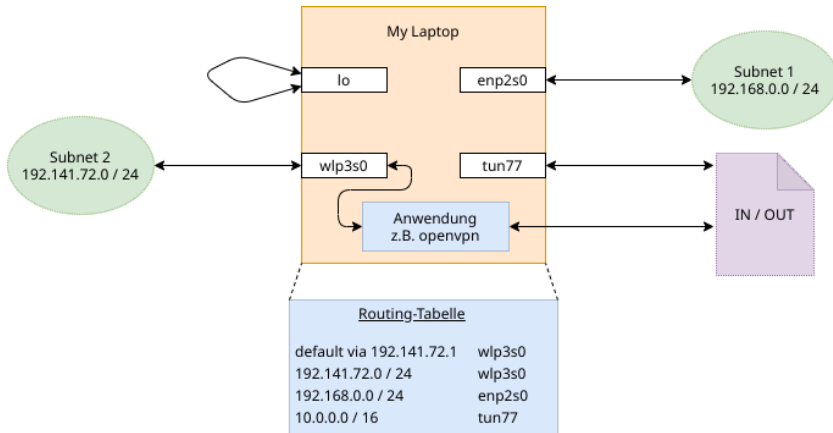 My Laptop
lo
enp2s0
Subnet 1
192.168.0.0 / 24
Subnet 2
192.141.72.0 / 24
wlp3s0
tun77
IN / OUT
Anwendung
z.B. openvpn
Routing-Tabelle
default via 192.141.72.1 wlp3s0
192.141.72.0 / 24 wlp3s0
192.168.0.0 / 24 enp2s0
10.0.0.0 / 16 tun77